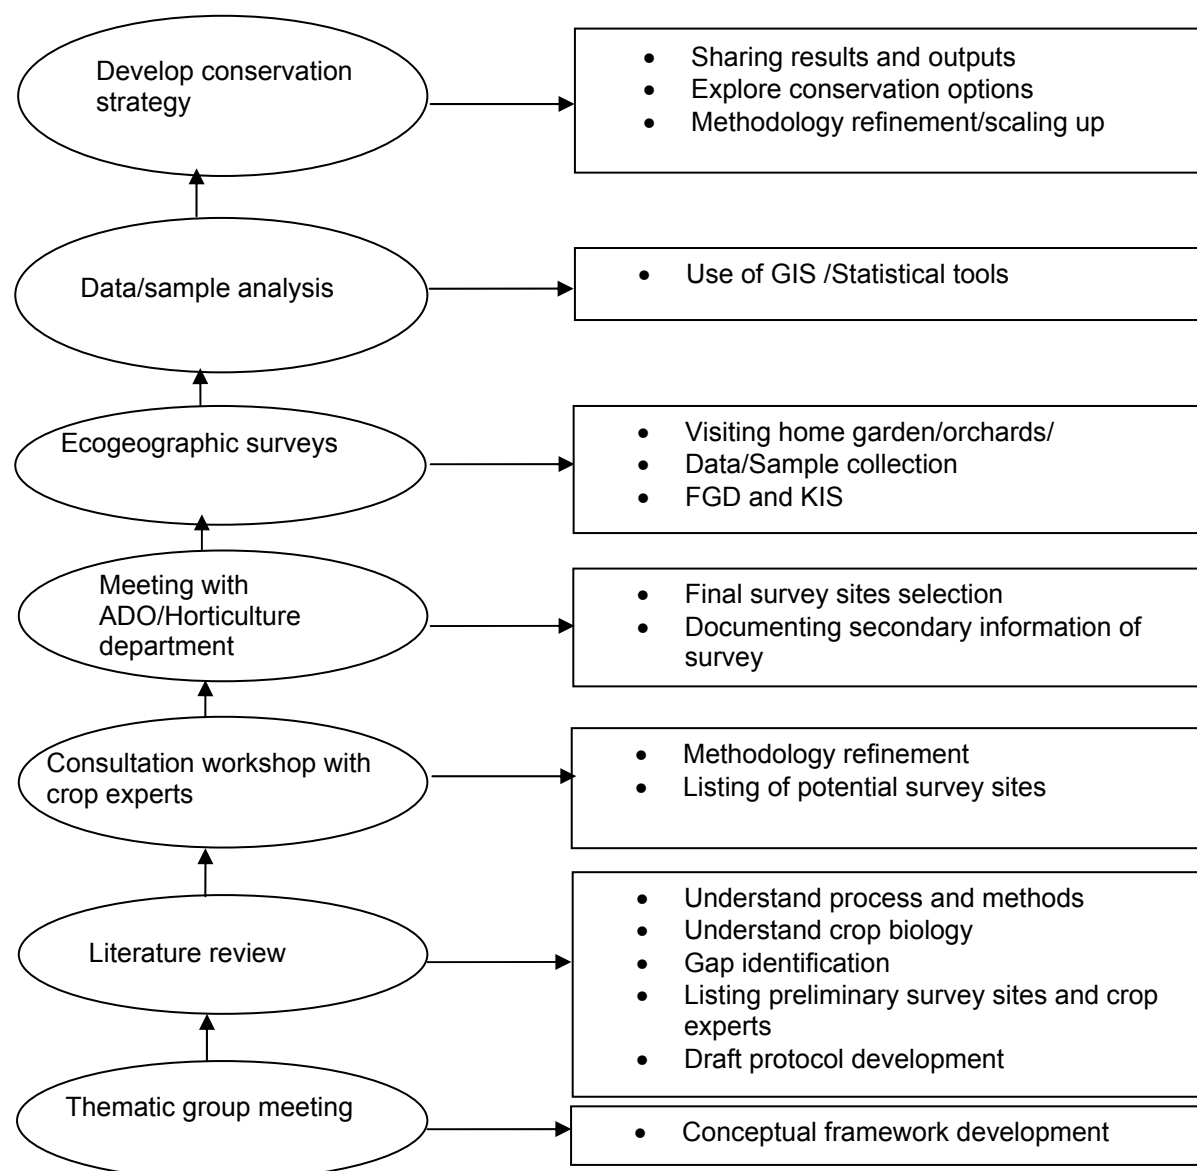 Develop conservation
strategy
• Sharing results and outputs
• Explore conservation options
• Methodology refinement/scaling up
Data/sample analysis
• Use of GIS /Statistical tools
Ecogeographic surveys
• Visiting home garden/orchards/
• Data/Sample collection
• FGD and KIS
Meeting with
ADO/Horticulture
department
• Final survey sites selection
• Documenting secondary information of
survey
Consultation workshop with
crop experts
• Methodology refinement
• Listing of potential survey sites
Literature review
• Understand process and methods
• Understand crop biology
• Gap identification
• Listing preliminary survey sites and crop
experts
• Draft protocol development
Thematic group meeting
• Conceptual framework development